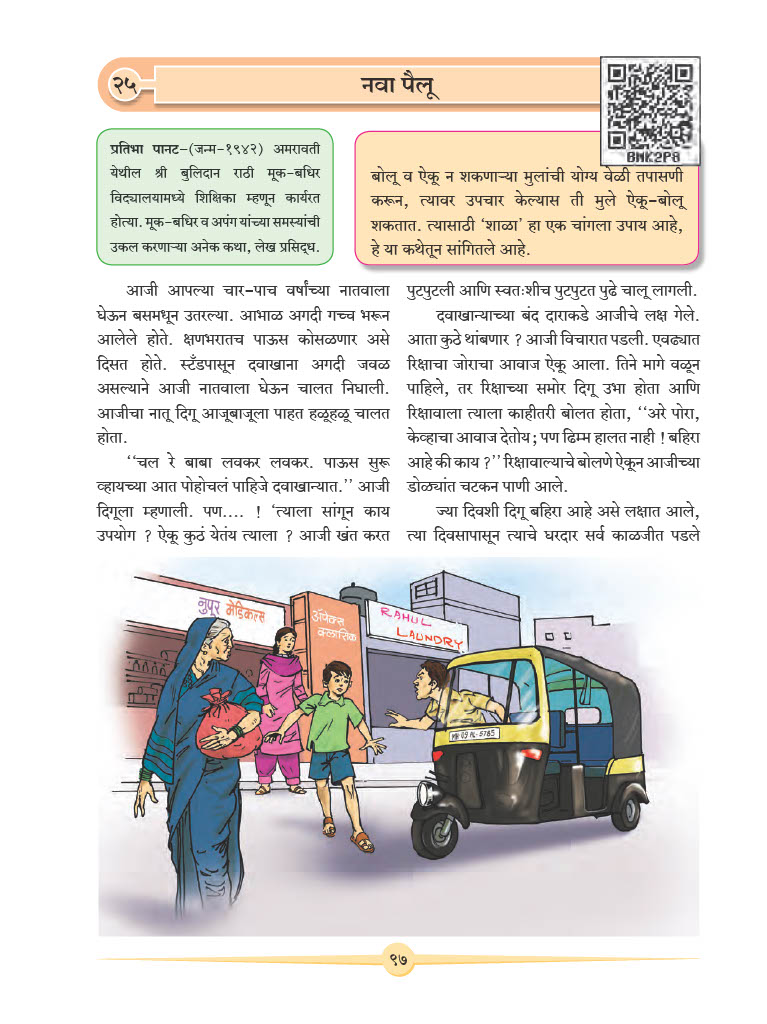 २५
नवा पैलू
BMK2P8
प्रतिभा पानट–(जन्म–१९४२) अमरावती
येथील श्री बुलिदान राठी मूक–बधिर
विद्यालयामध्ये शिक्षिका म्हणून कार्यरत
होत्या. मूक–बधिर व अपंग यांच्या समस्यांची
उकल करणाऱ्या अनेक कथा, लेख प्रसिद्ध.
बोलू व ऐकू न शकणाऱ्या मुलांची योग्य वेळी तपासणी
करून, त्यावर उपचार केल्यास ती मुले ऐकू–बोलू
शकतात. त्यासाठी ‘शाळा’ हा एक चांगला उपाय आहे,
हे या कथेतून सांगितले आहे.
आजी आपल्या चार–पाच वर्षांच्या नातवाला
घेऊन बसमधून उतरल्या. आभाळ अगदी गच्च भरून
आलेले होते. क्षणभरातच पाऊस कोसळणार असे
दिसत होते. स्टँडपासून दवाखाना अगदी जवळ
असल्याने आजी नातवाला घेऊन चालत निघाली.
आजीचा नातू दिगू आजूबाजूला पाहत हळूहळू चालत
होता.
‘‘चल रे बाबा लवकर लवकर. पाऊस सुरू
व्हायच्या आत पोहोचलं पाहिजे दवाखान्यात.’’ आजी
दिगूला म्हणाली. पण.... ! ‘त्याला सांगून काय
उपयोग ? ऐकू कुठं येतंय त्याला ? आजी खंत करत
पुटपुटली आणि स्वतःशीच पुटपुटत पुढे चालू लागली.
दवाखान्याच्या बंद दाराकडे आजीचे लक्ष गेले.
आता कुठे थांबणार ? आजी विचारात पडली. एवढ्यात
रिक्षाचा जोराचा आवाज ऐकू आला. तिने मागे वळून
पाहिले, तर रिक्षाच्या समोर दिगू उभा होता आणि
रिक्षावाला त्याला काहीतरी बोलत होता, ‘‘अरे पोरा,
केव्हाचा आवाज देतोय; पण ढिम्म हालत नाही ! बहिरा
आहे की काय ?’’ रिक्षावाल्याचे बोलणे ऐकून आजीच्या
डोळ्यांत चटकन पाणी आले.
ज्या दिवशी दिगू बहिरा आहे असे लक्षात आले,
त्या दिवसापासून त्याचे घरदार सर्व काळजीत पडले
नुपूर मेडिकल्स
ॲपेक्स
क्लासिक
RAHUL
LAUNDRY
MH 09 AL-5785
९७